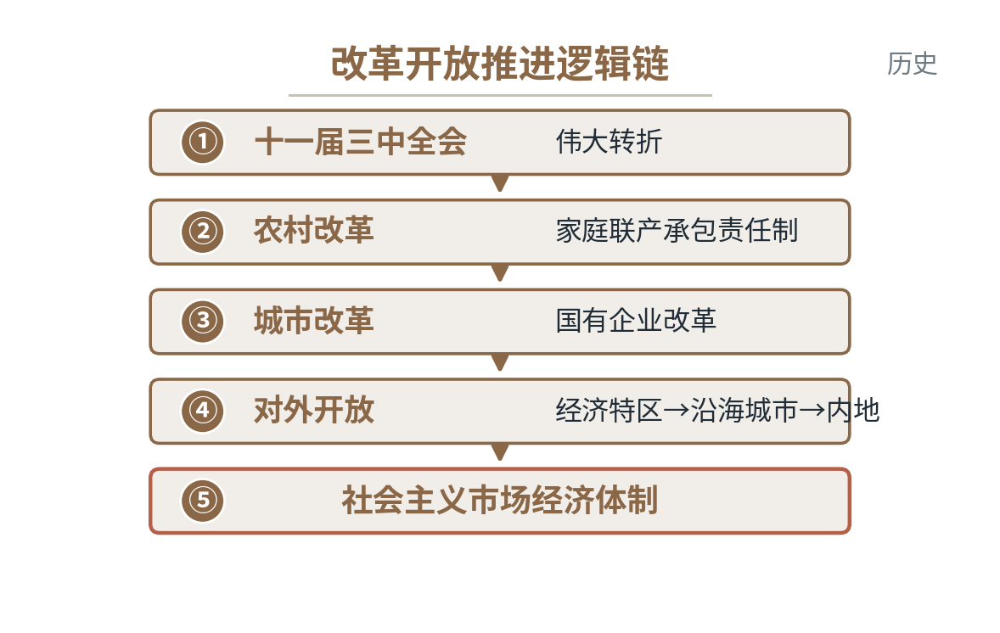 改革开放推进逻辑链
历史
① 十一届三中全会 伟大转折
② 农村改革 家庭联产承包责任制
③ 城市改革 国有企业改革
④ 对外开放 经济特区→沿海城市→内地
⑤ 社会主义市场经济体制